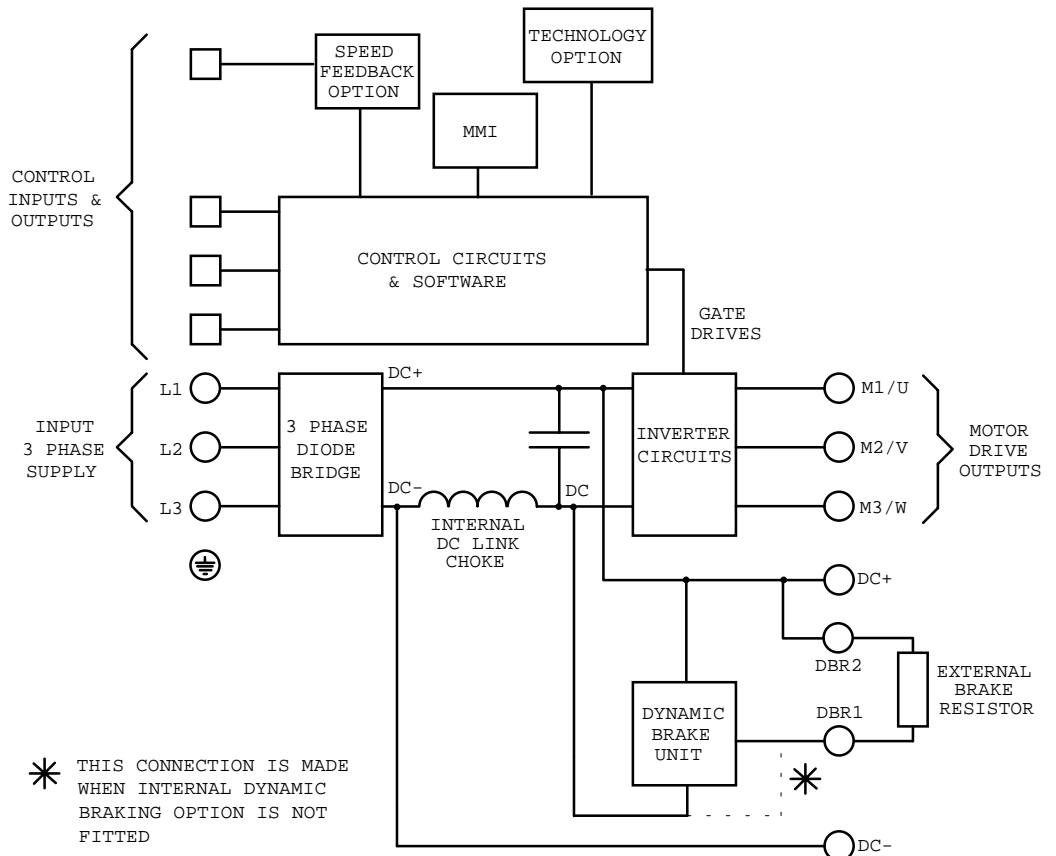 TECHNOLOGY
OPTION
SPEED
FEEDBACK
OPTION
MMI
CONTROL
INPUTS &
OUTPUTS
CONTROL CIRCUITS
& SOFTWARE
GATE
DRIVES
INPUT
3 PHASE
SUPPLY
L1
L2
L3
3 PHASE
DIODE
BRIDGE
DC+
DC-
INTERNAL
DC LINK
CHOKE
DC
INVERTER
CIRCUITS
M1/U
M2/V
M3/W
MOTOR
DRIVE
OUTPUTS
DC+
DBR2
EXTERNAL
BRAKE
RESISTOR
DBR1
DYNAMIC
BRAKE
UNIT
THIS CONNECTION IS MADE
WHEN INTERNAL DYNAMIC
BRAKING OPTION IS NOT
FITTED
DC-